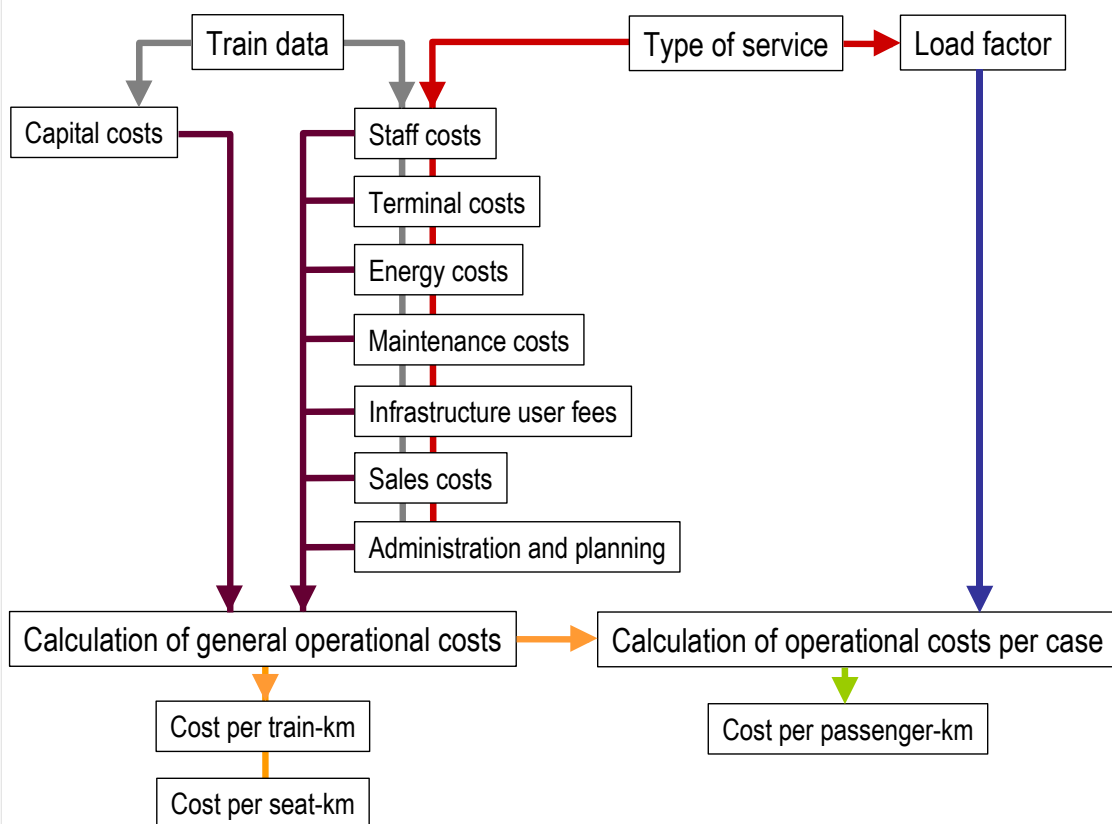 Train data
Type of service
Load factor
Capital costs
Staff costs
Terminal costs
Energy costs
Maintenance costs
Infrastructure user fees
Sales costs
Administration and planning
Calculation of general operational costs
Calculation of operational costs per case
Cost per train-km
Cost per passenger-km
Cost per seat-km